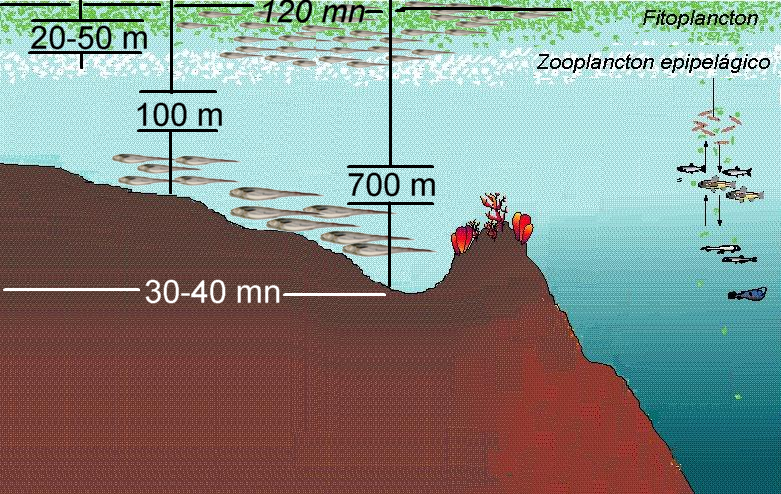 120 mn
Fitoplancton
20-50 m
Zooplancton epipelágico
100 m
700 m
30-40 mn